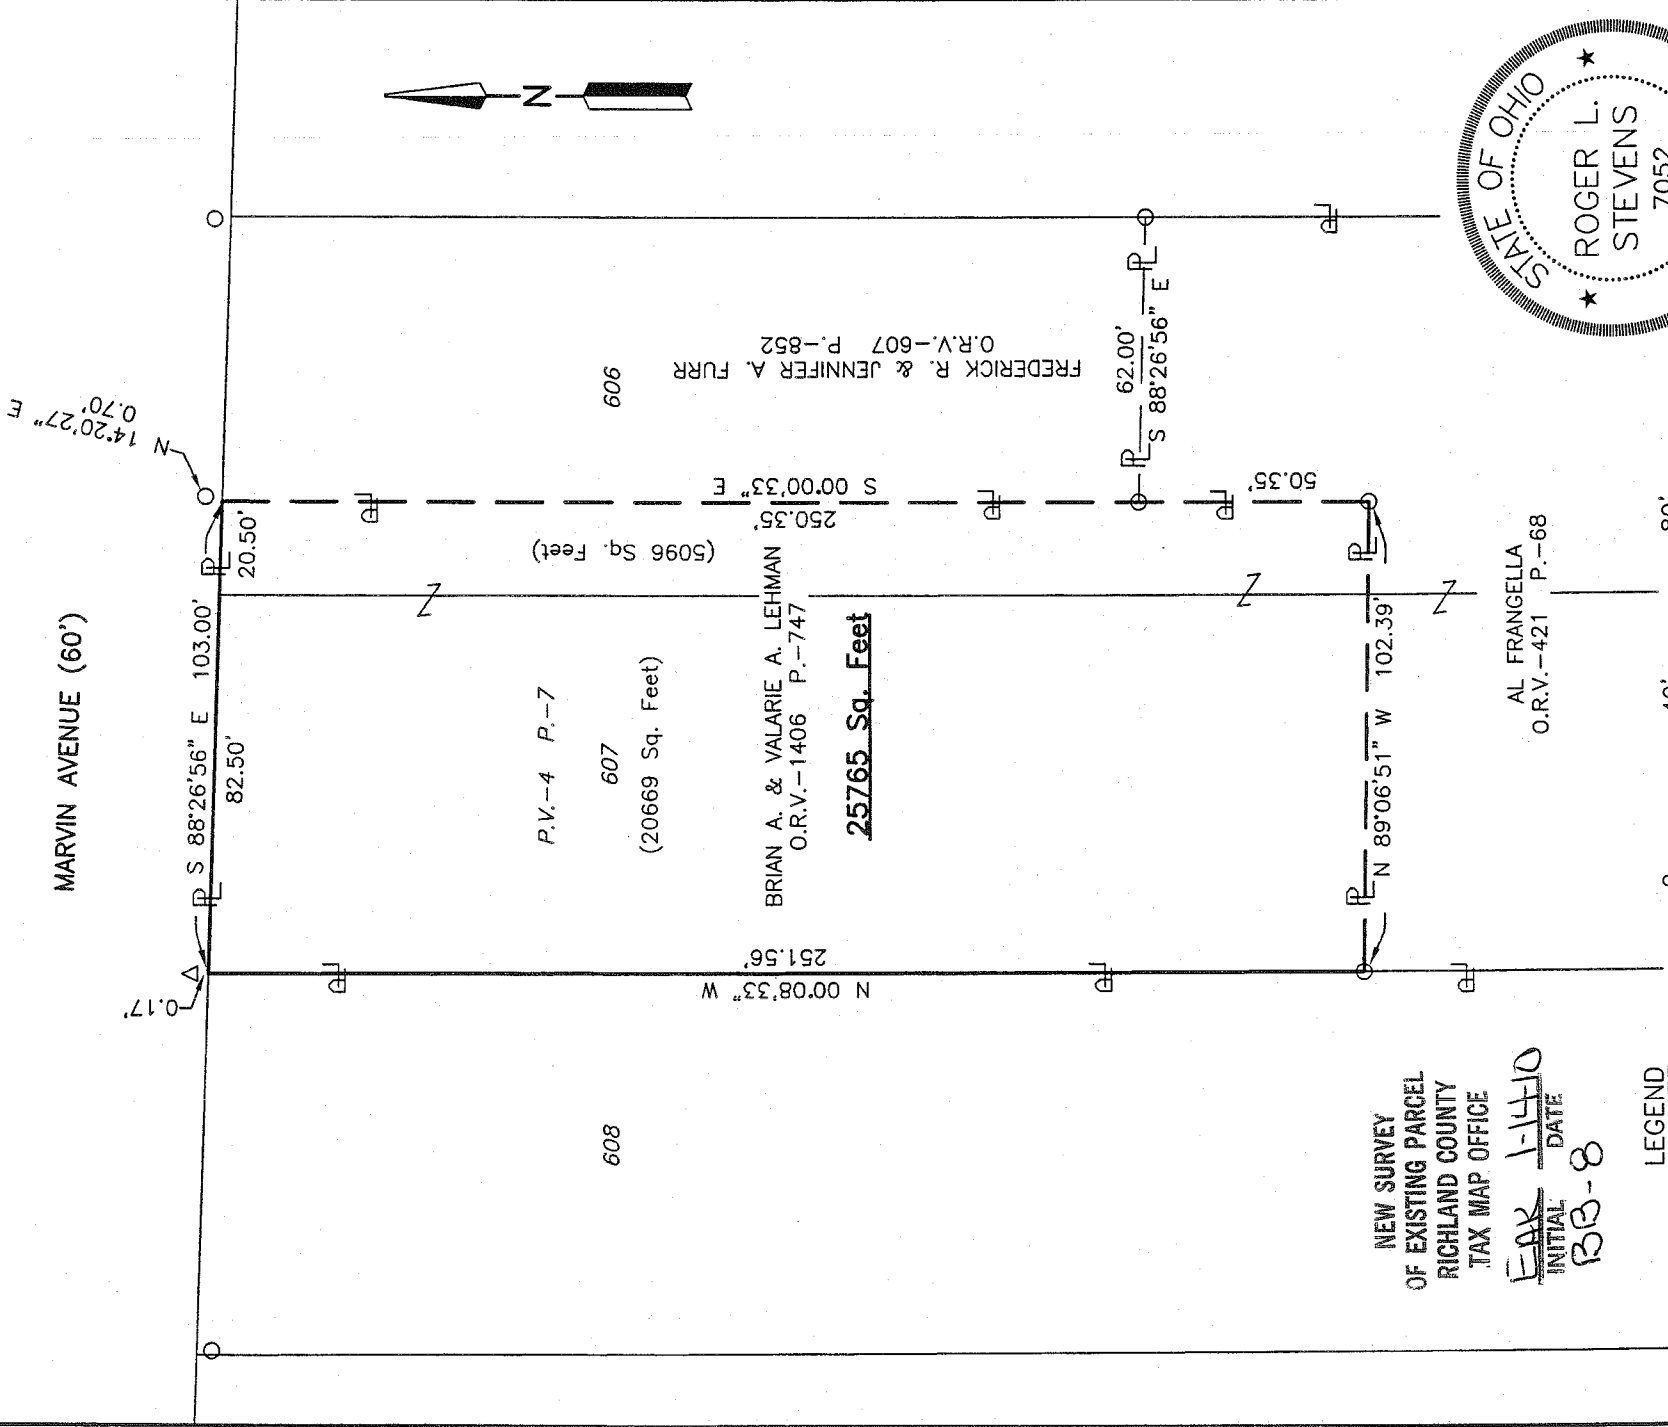 MARVIN AVENUE (60')
N 14°20'27" E
0.70'
0.17'
S 88°26'56" E 103.00'
82.50'
20.50'
N
P.V.-4 P.-7
607
(20669 Sq. Feet)
(5096 Sq. Feet)
BRIAN A. & VALARIE A. LEHMAN
O.R.V.-1406 P.-747
25765 Sq. Feet
N 00°08'33" W
251.56'
S 00°00'33" E
250.35'
50.35'
606
FREDERICK R. & JENNIFER A. FURR
O.R.V.-607 P.-852
62.00'
S 88°26'56" E
608
N 89°06'51" W 102.39'
AL FRANGELLA
O.R.V.-421 P.-68
STATE OF OHIO
ROGER L.
STEVENS
7052
NEW SURVEY
OF EXISTING PARCEL
RICHLAND COUNTY
TAX MAP OFFICE
EAK 1-14-10
INITIAL DATE
BB-8
LEGEND